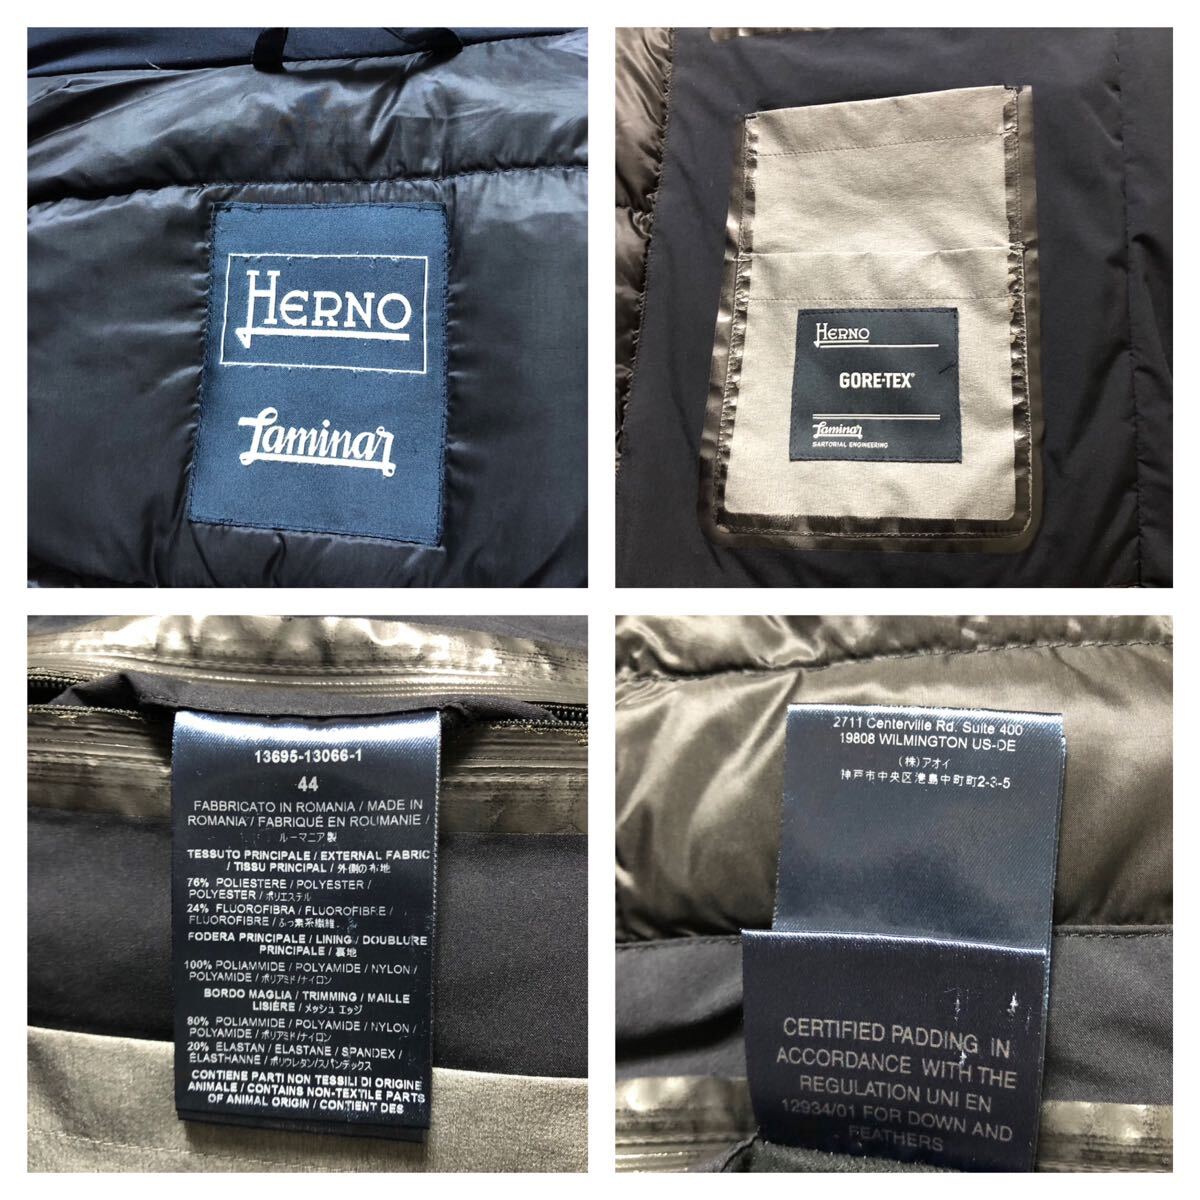 HERNO
Laminar
HERNO
GORE-TEX®
Laminar
SARTORIAL ENGINEERING
13695-13066-1
44
FABBRICATO IN ROMANIA / MADE IN
ROMANIA / FABRIQUÉ EN ROUMANIE /
ルーマニア製
TESSUTO PRINCIPALE / EXTERNAL FABRIC
/ TISSU PRINCIPAL / 外側の布地
76% POLIESTERE / POLYESTER /
POLYESTER / ポリエステル
24% FLUOROFIBRA / FLUOROFIBRE /
FLUOROFIBRE / ふっ素系繊維
FODERA PRINCIPALE / LINING / DOUBLURE
PRINCIPALE / 裏地
100% POLIAMMIDE / POLYAMIDE / NYLON /
POLYAMIDE / ポリアミド/ナイロン
BORDO MAGLIA / TRIMMING / MAILLE
LISIÈRE / メッシュ エッジ
80% POLIAMMIDE / POLYAMIDE / NYLON /
POLYAMIDE / ポリアミド/ナイロン
20% ELASTAN / ELASTANE / SPANDEX /
ÉLASTHANNE / ポリウレタン/スパンデックス
CONTIENE PARTI NON TESSILI DI ORIGINE
ANIMALE / CONTAINS NON-TEXTILE PARTS
OF ANIMAL ORIGIN / CONTIENT DES
2711 Centerville Rd. Suite 400
19808 WILMINGTON US-DE
(株)アオイ
神戸市中央区港島中町町2-3-5
CERTIFIED PADDING IN
ACCORDANCE WITH THE
REGULATION UNI EN
12934/01 FOR DOWN AND
FEATHERS